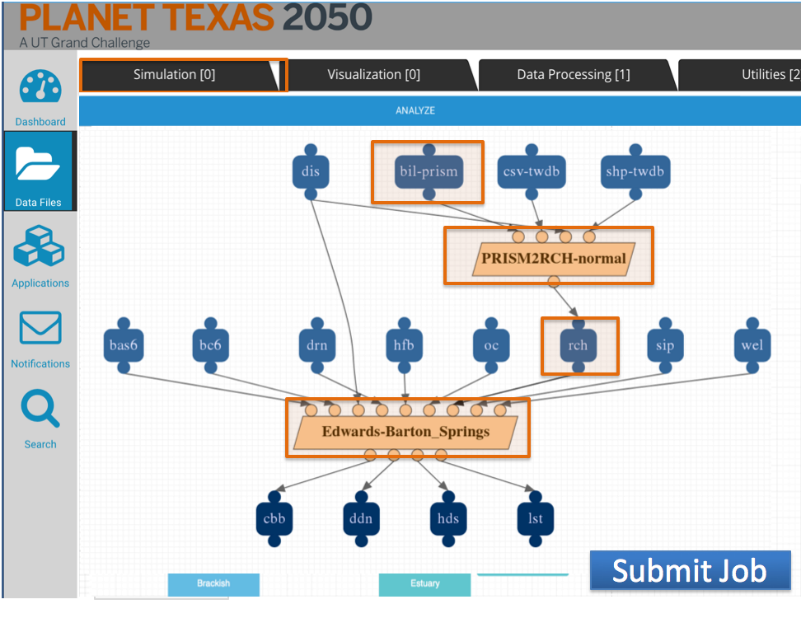 PLANET TEXAS 2050
A UT Grand Challenge
Simulation [0] Visualization [0] Data Processing [1] Utilities [2
ANALYZE
Dashboard
Data Files
Applications
Notifications
Search
dis bil-prism csv-twdb shp-twdb
PRISM2RCH-normal
bas6 bc6 drn hfb oc rch sip wel
Edwards-Barton_Springs
cbb ddn hds lst
Brackish Estuary
Submit Job